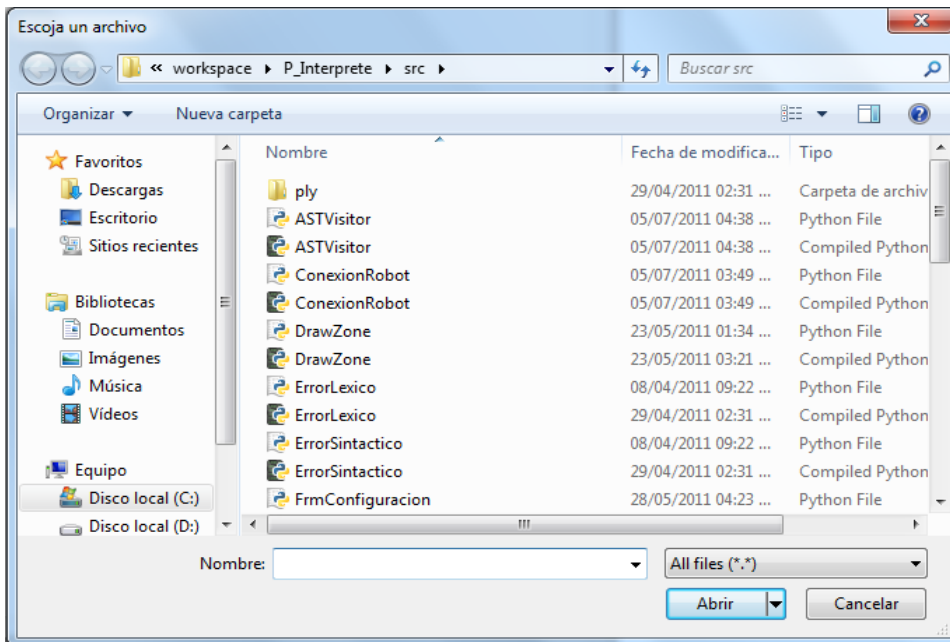 Escoja un archivo
« workspace P_Interprete src
Buscar src
Organizar Nueva carpeta
Favoritos
Descargas
Escritorio
Sitios recientes
Bibliotecas
Documentos
Imágenes
Música
Vídeos
Equipo
Disco local (C:)
Disco local (D:)
Nombre Fecha de modifica... Tipo
ply 29/04/2011 02:31 ... Carpeta de archiv
ASTVisitor 05/07/2011 04:38 ... Python File
ASTVisitor 05/07/2011 04:38 ... Compiled Python
ConexionRobot 05/07/2011 03:49 ... Python File
ConexionRobot 05/07/2011 03:49 ... Compiled Python
DrawZone 23/05/2011 01:34 ... Python File
DrawZone 23/05/2011 03:21 ... Compiled Python
ErrorLexico 08/04/2011 09:22 ... Python File
ErrorLexico 29/04/2011 02:31 ... Compiled Python
ErrorSintactico 08/04/2011 09:22 ... Python File
ErrorSintactico 29/04/2011 02:31 ... Compiled Python
FrmConfiguracion 28/05/2011 04:23 ... Python File
Nombre: All files (*.*)
Abrir Cancelar